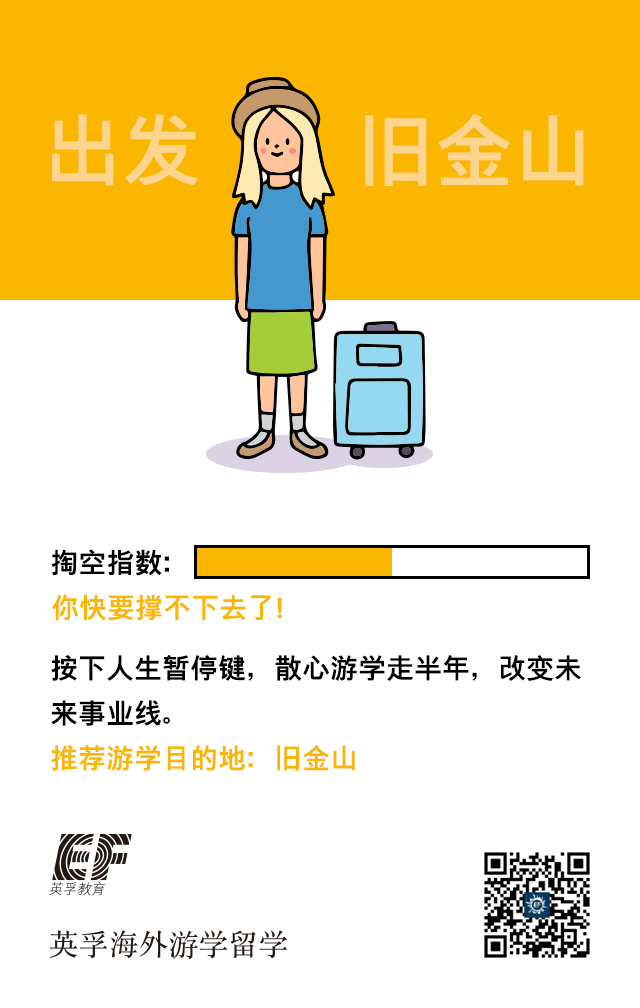 出发 旧金山
掏空指数:
你快要撑不下去了!
按下人生暂停键，散心游学走半年，改变未
来事业线。
推荐游学目的地: 旧金山
EF
英孚教育
英孚海外游学留学